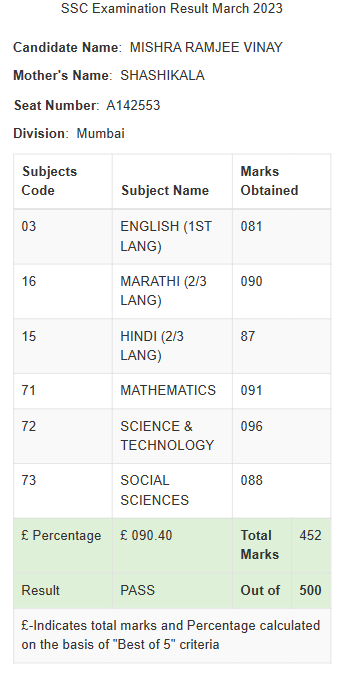 SSC Examination Result March 2023
Candidate Name: MISHRA RAMJEE VINAY
Mother's Name: SHASHIKALA
Seat Number: A142553
Division: Mumbai
Subjects Code Subject Name Marks Obtained
03 ENGLISH (1ST LANG) 081
16 MARATHI (2/3 LANG) 090
15 HINDI (2/3 LANG) 87
71 MATHEMATICS 091
72 SCIENCE & TECHNOLOGY 096
73 SOCIAL SCIENCES 088
£ Percentage £ 090.40 Total Marks 452
Result PASS Out of 500
£-Indicates total marks and Percentage calculated
on the basis of "Best of 5" criteria